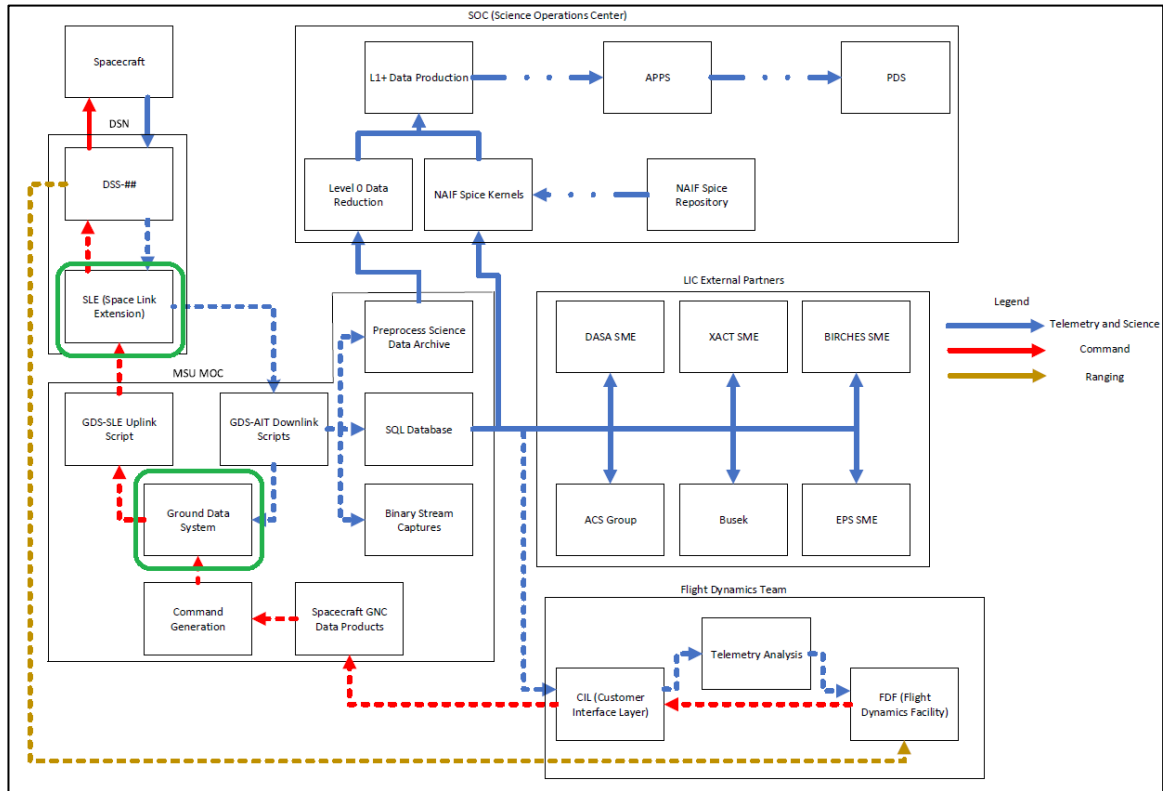 SOC (Science Operations Center)
Spacecraft
L1+ Data Production
APPS
PDS
DSN
DSS-##
Level 0 Data
Reduction
NAIF Spice Kernels
NAIF Spice
Repository
SLE (Space Link
Extension)
LIC External Partners
Legend
Preprocess Science
Data Archive
DASA SME
XACT SME
BIRCHES SME
Telemetry and Science
Command
Ranging
MSU MOC
GDS-SLE Uplink
Script
GDS-AIT Downlink
Scripts
SQL Database
Ground Data
System
Binary Stream
Captures
ACS Group
Busek
EPS SME
Flight Dynamics Team
Command
Generation
Spacecraft GNC
Data Products
Telemetry Analysis
CIL (Customer
Interface Layer)
FDF (Flight
Dynamics Facility)